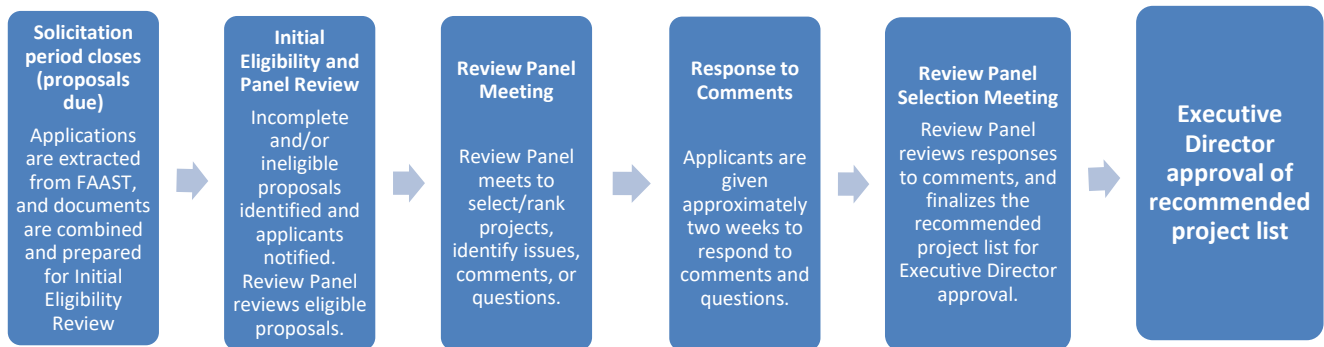 Solicitation
period closes
(proposals
due)
Applications
are extracted
from FAAST,
and documents
are combined
and prepared
for Initial
Eligibility
Review
Initial
Eligibility and
Panel Review
Incomplete
and/or
ineligible
proposals
identified and
applicants
notified.
Review Panel
reviews eligible
proposals.
Review Panel
Meeting
Review Panel
meets to
select/rank
projects,
identify issues,
comments, or
questions.
Response to
Comments
Applicants are
given
approximately
two weeks to
respond to
comments and
questions.
Review Panel
Selection Meeting
Review Panel
reviews responses
to comments, and
finalizes the
recommended
project list for
Executive Director
approval.
Executive
Director
approval of
recommended
project list